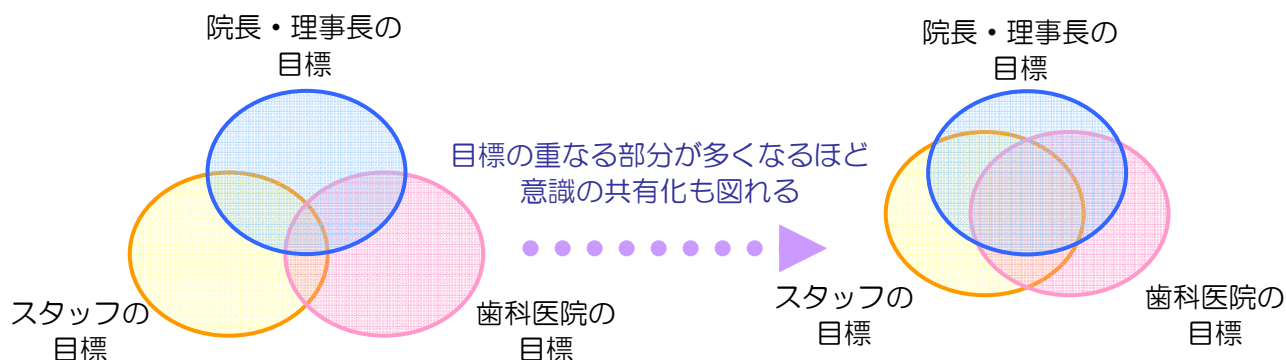 院長・理事長の
目標
スタッフの
目標
歯科医院の
目標
目標の重なる部分が多くなるほど
意識の共有化も図れる
院長・理事長の
目標
スタッフの
目標
歯科医院の
目標